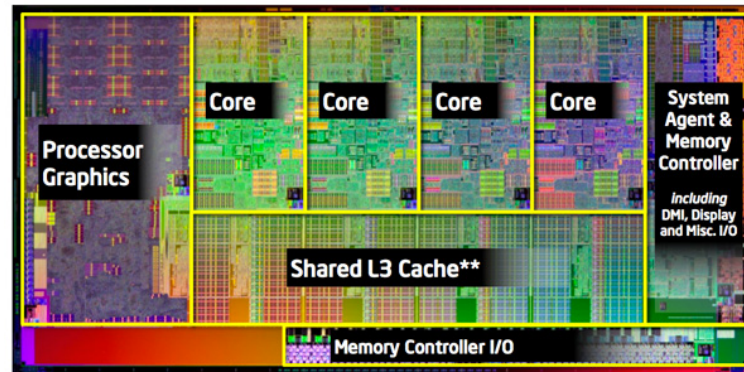 Processor
Graphics
Core
Core
Core
Core
System
Agent &
Memory
Controller
including
DMI, Display
and Misc. I/O
Shared L3 Cache**
Memory Controller I/O